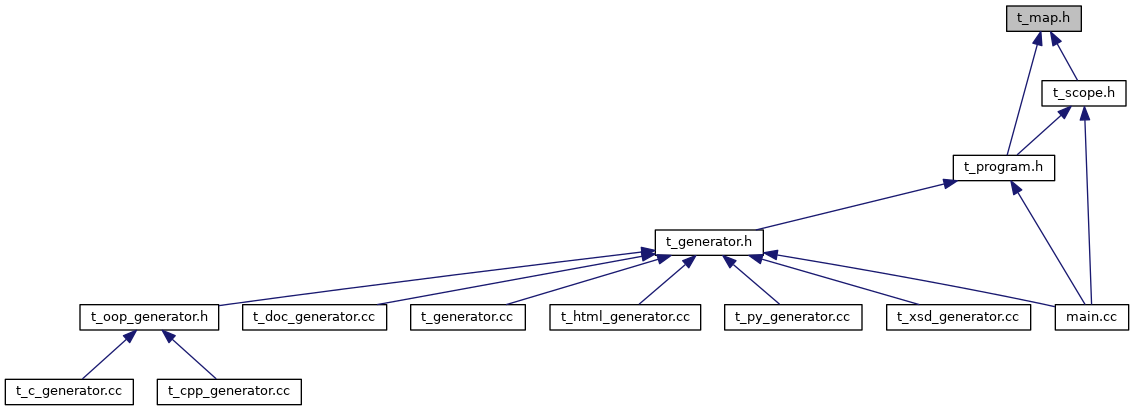 t_map.h
t_scope.h
t_program.h
t_generator.h
t_oop_generator.h
t_doc_generator.cc
t_generator.cc
t_html_generator.cc
t_py_generator.cc
t_xsd_generator.cc
main.cc
t_c_generator.cc
t_cpp_generator.cc